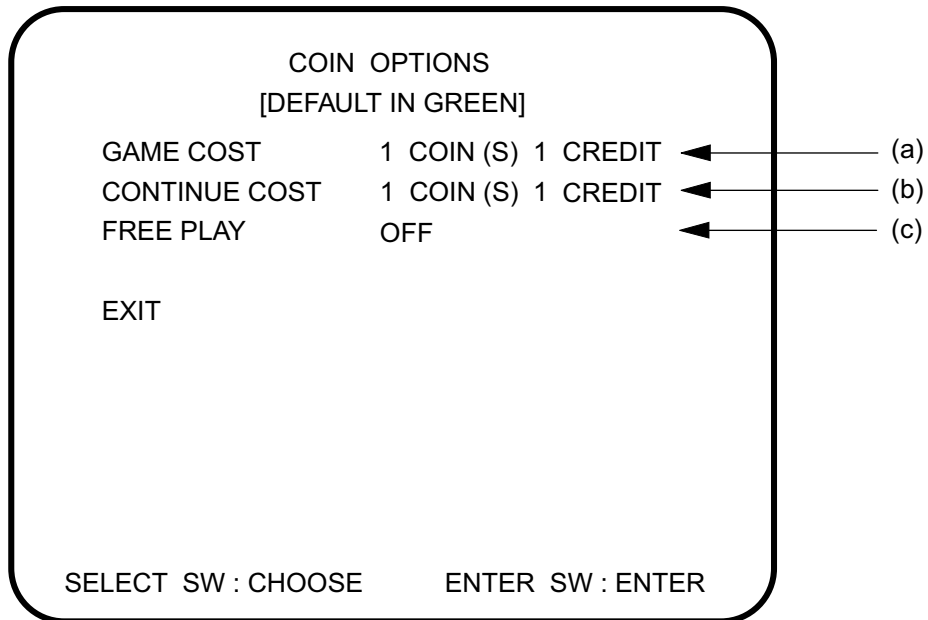 COIN OPTIONS
[DEFAULT IN GREEN]
GAME COST 1 COIN (S) 1 CREDIT (a)
CONTINUE COST 1 COIN (S) 1 CREDIT (b)
FREE PLAY OFF (c)
EXIT
SELECT SW : CHOOSE ENTER SW : ENTER